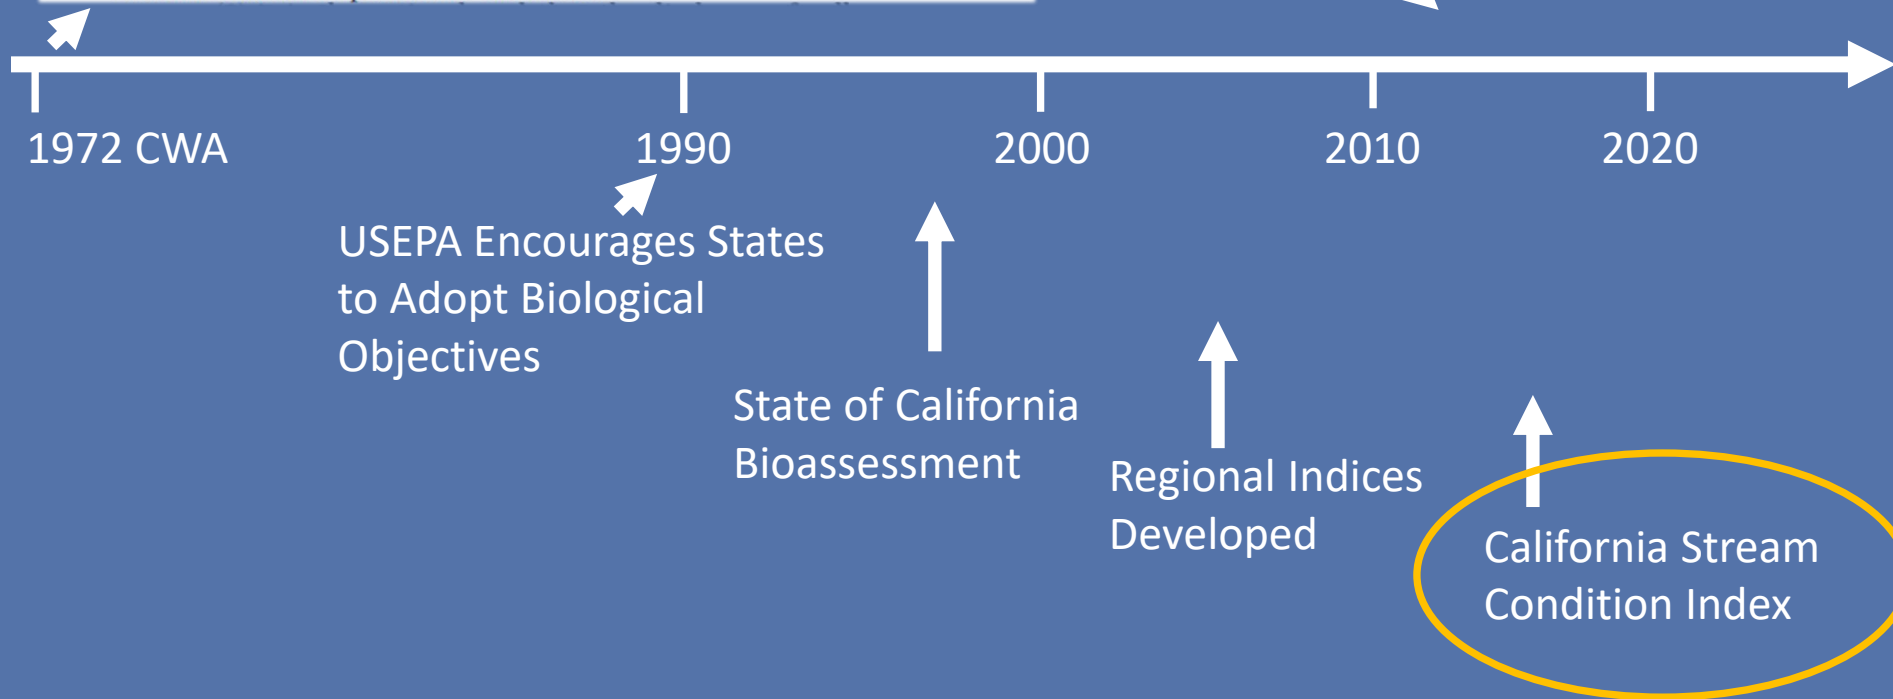 1972 CWA
1990
2000
2010
2020
USEPA Encourages States
to Adopt Biological
Objectives
State of California
Bioassessment
Regional Indices
Developed
California Stream
Condition Index